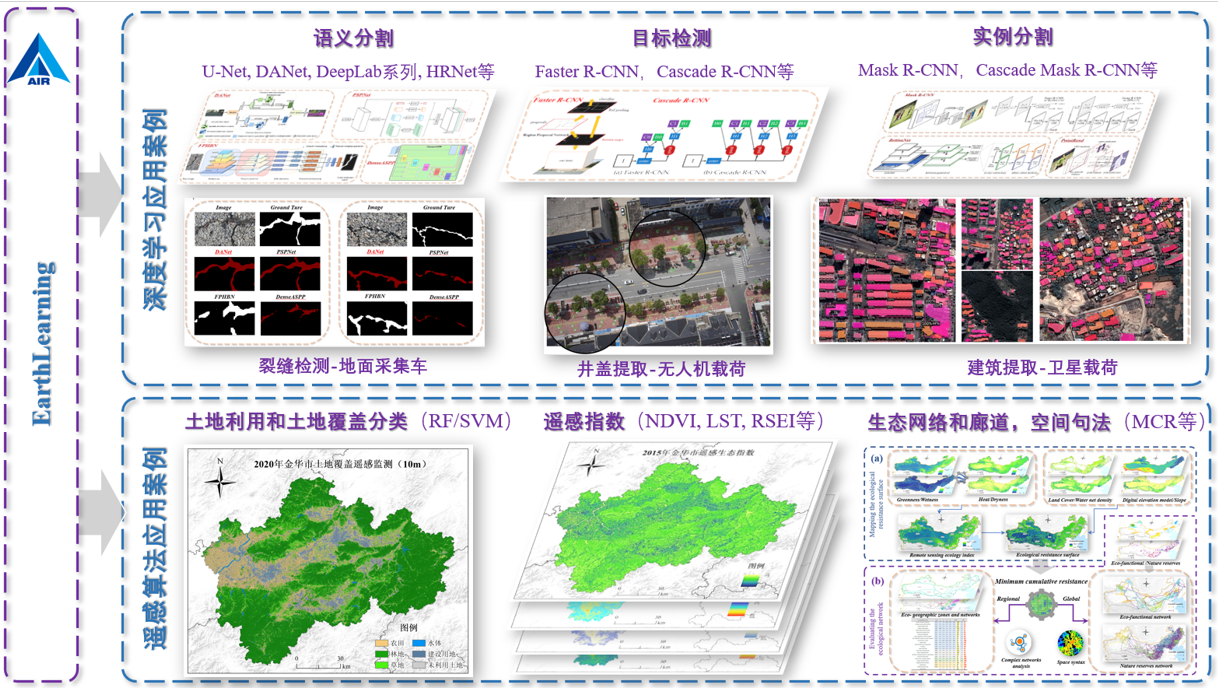 AIR
EarthLearning
深度学习应用案例
语义分割
U-Net, DANet, DeepLab系列, HRNet等
DANet
PSPNet
FPHBN
DenseASPP
Image
Ground Ture
Image
Ground Ture
DANet
PSPNet
DANet
PSPNet
FPHBN
DenseASPP
FPHBN
DenseASPP
裂缝检测-地面采集车
目标检测
Faster R-CNN，Cascade R-CNN等
Faster R-CNN
Cascade R-CNN
(a) Faster R-CNN
(b) Cascade R-CNN
井盖提取-无人机载荷
实例分割
Mask R-CNN，Cascade Mask R-CNN等
Mask R-CNN
建筑提取-卫星载荷
遥感算法应用案例
土地利用和土地覆盖分类（RF/SVM）
2020年金华市土地覆盖遥感监测（10m）
N
图例
农田
水体
林地
建设用地
草地
未利用土地
0
30
km
遥感指数（NDVI, LST, RSEI等）
2015年金华市遥感生态指数
N
图例
0
30
km
生态网络和廊道，空间句法（MCR等）
(a)
Mapping the ecological
resistance surface
Greenness/Wetness
Heat/Dryness
Land Cover/Water net density
Digital elevation model/Slope
Remote sensing ecology index
Ecological resistance surface
Eco-functional /Nature reserves
(b)
Evaluating the
ecological network
Eco- geographic zones and networks
Minimum cumulative resistance
Regional
Global
Complex networks
analysis
Space syntax
Eco-functional network
Nature reserves network